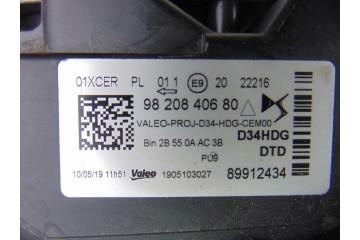 01XCER PL 01 1 E9 20 22216
98 208 406 80
VALEO-PROJ-D34-HDG-CEM00
Bin 2B 55 0A AC 3B
D34HDG
PU9
DTD
10/05/19 11h51 Valeo 1905103027
89912434